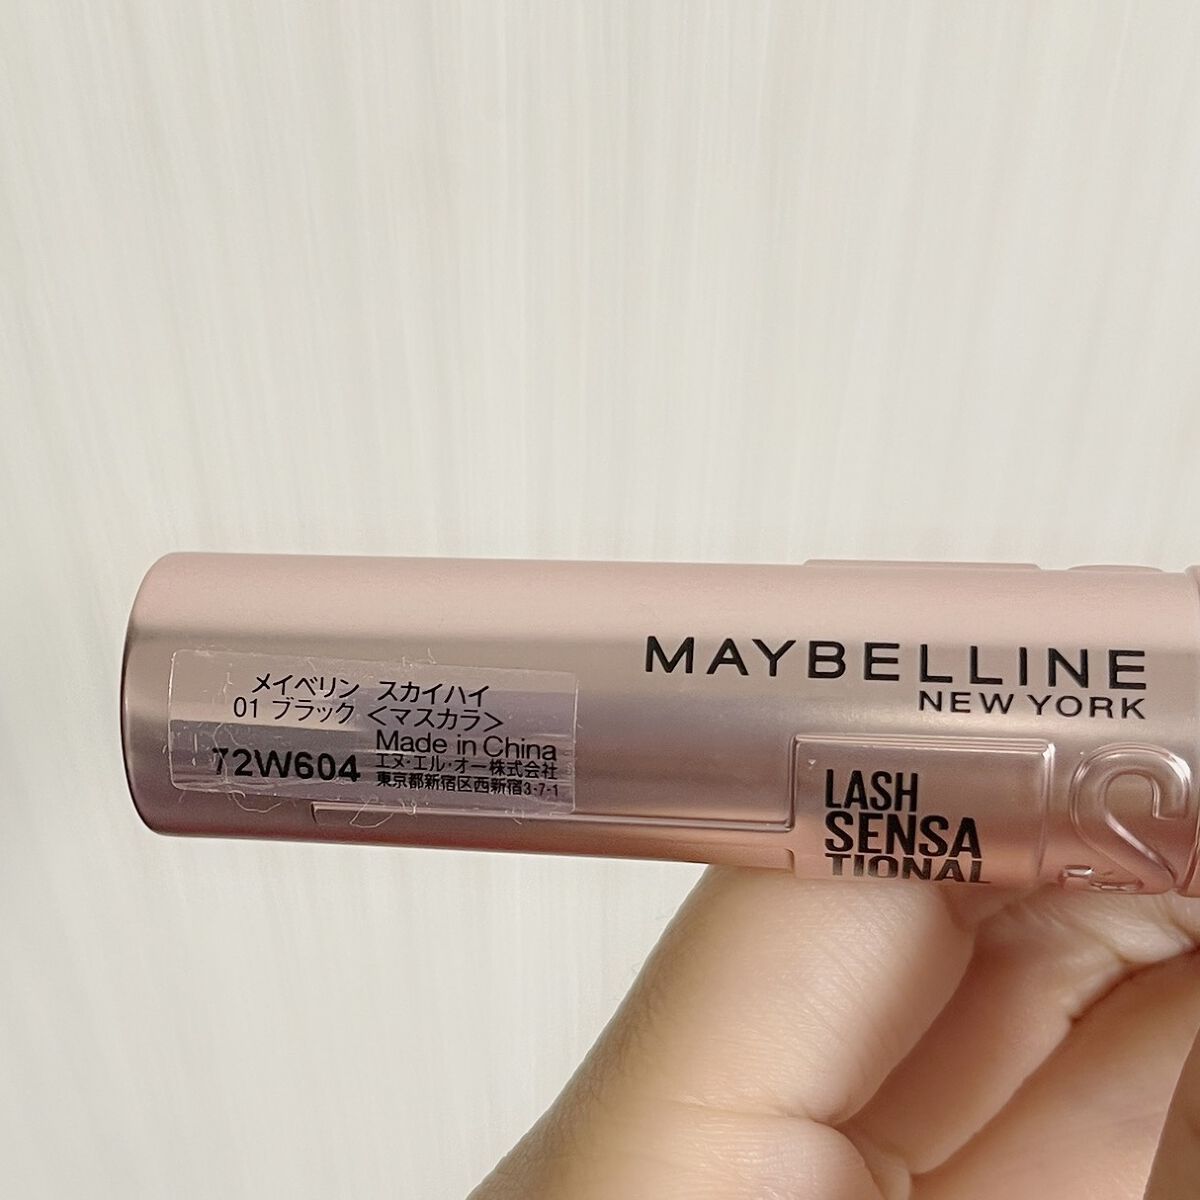 メイベリン スカイハイ
01 ブラック <マスカラ>
Made in China
72W604
エヌ・エル・オー株式会社
東京都新宿区西新宿3-7-1
MAYBELLINE
NEW YORK
LASH
SENSA
TIONAL